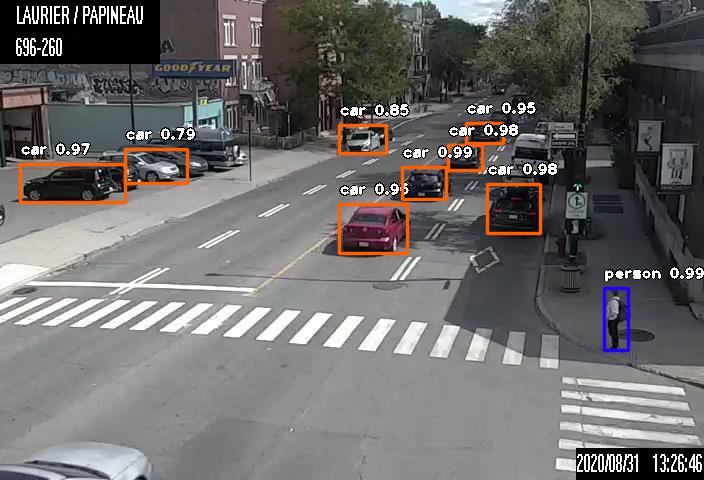 LAURIER / PAPINEAU
696-260
GOODYEAR
car 0.85
car 0.95
car 0.98
car 0.79
car 0.99
car 0.97
car 0.98
car 0.95
person 0.99
2020/08/31 13:26:46